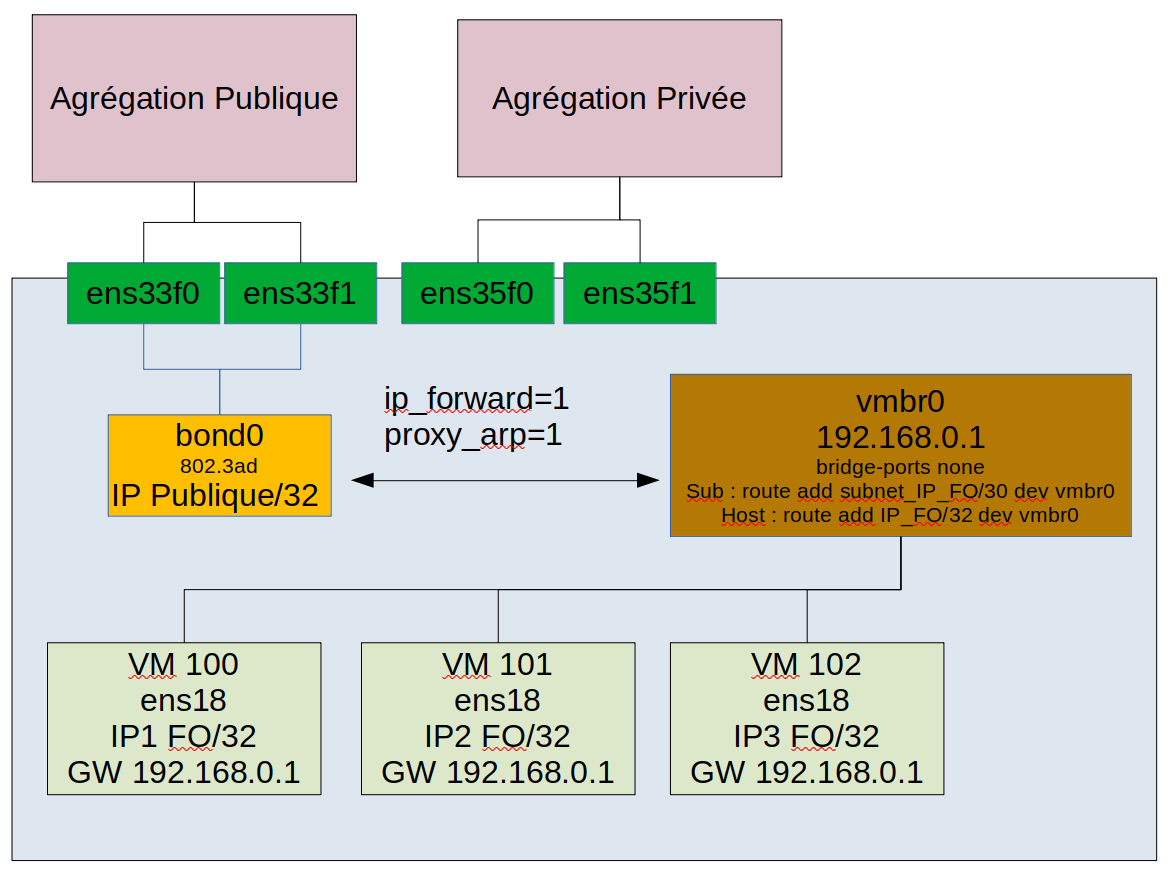 Agrégation Publique
Agrégation Privée
ens33f0
ens33f1
ens35f0
ens35f1
ip_forward=1
proxy_arp=1
bond0
802.3ad
IP Publique/32
vmbr0
192.168.0.1
bridge-ports none
Sub : route add subnet_IP_FO/30 dev vmbr0
Host : route add IP_FO/32 dev vmbr0
VM 100
ens18
IP1 FO/32
GW 192.168.0.1
VM 101
ens18
IP2 FO/32
GW 192.168.0.1
VM 102
ens18
IP3 FO/32
GW 192.168.0.1